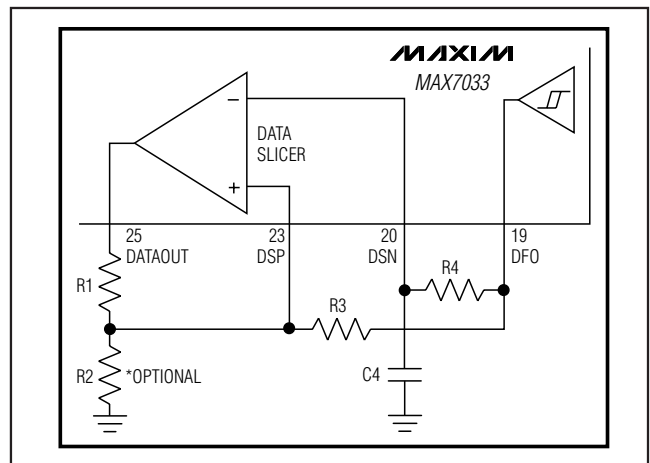 MAXIM
MAX7033
DATA
SLICER
−
+
25
DATAOUT
23
DSP
20
DSN
19
DFO
R1
R4
R3
R2
*OPTIONAL
C4